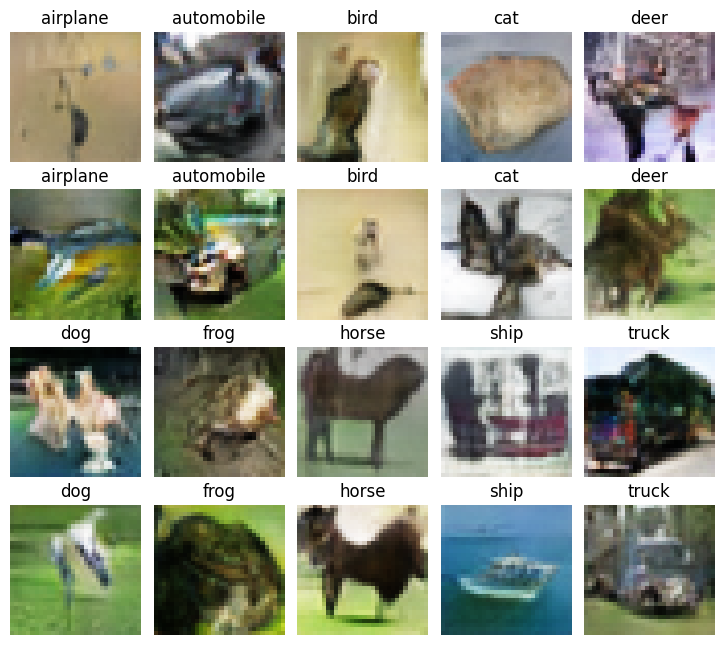 airplane automobile bird cat deer
airplane automobile bird cat deer
dog frog horse ship truck
dog frog horse ship truck